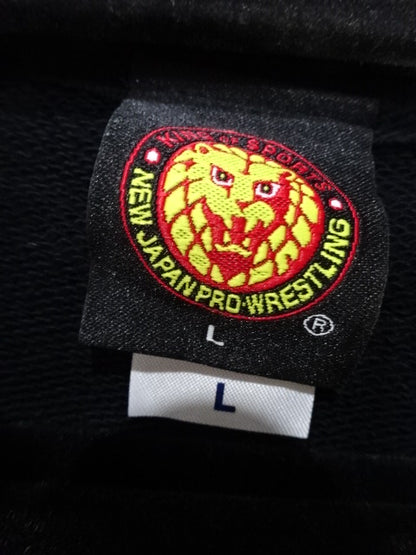 KING OF SPORTS
NEW JAPAN PRO-WRESTLING
®
L
L